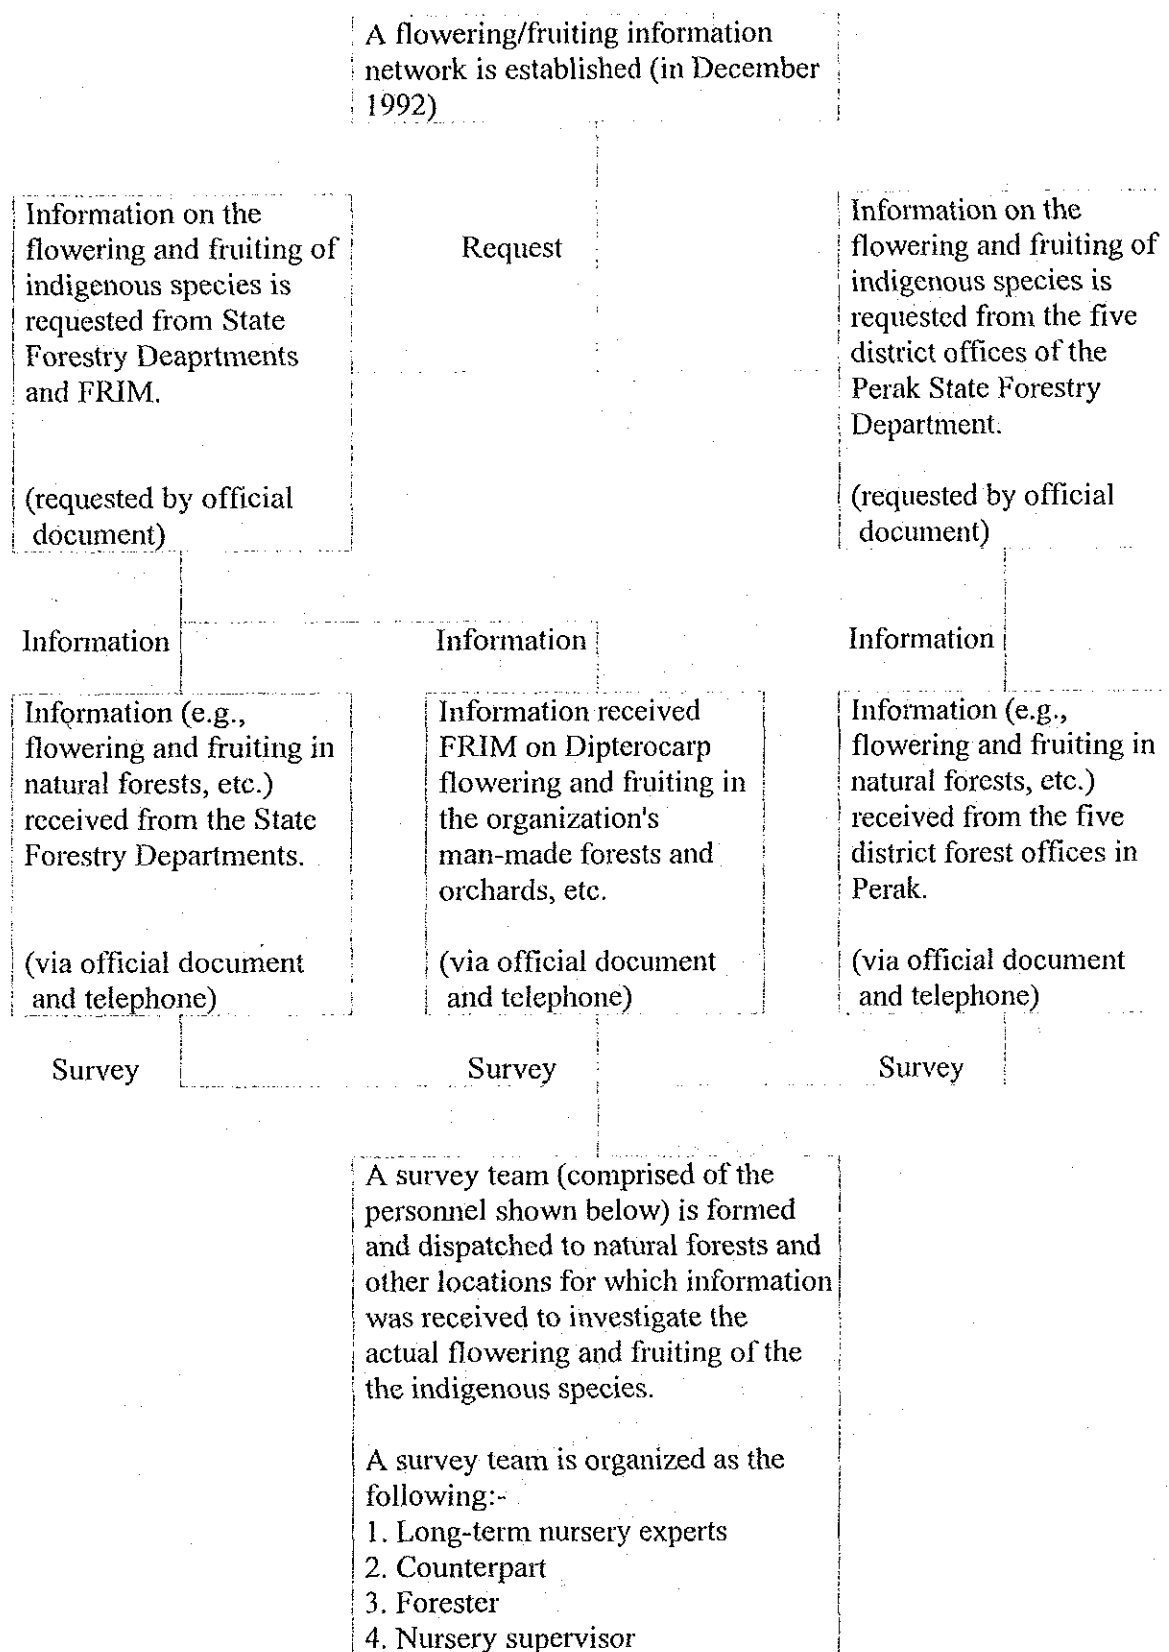 A flowering/fruiting information
network is established (in December
1992)
Information on the
flowering and fruiting of
indigenous species is
requested from State
Forestry Deaprtments
and FRIM.
(requested by official
document)
Request
Information on the
flowering and fruiting of
indigenous species is
requested from the five
district offices of the
Perak State Forestry
Department.
(requested by official
document)
Information
Information
Information
Information (e.g.,
flowering and fruiting in
natural forests, etc.)
received from the State
Forestry Departments.
(via official document
and telephone)
Information received
FRIM on Dipterocarp
flowering and fruiting in
the organization's
man-made forests and
orchards, etc.
(via official document
and telephone)
Information (e.g.,
flowering and fruiting in
natural forests, etc.)
received from the five
district forest offices in
Perak.
(via official document
and telephone)
Survey
Survey
Survey
A survey team (comprised of the
personnel shown below) is formed
and dispatched to natural forests and
other locations for which information
was received to investigate the
actual flowering and fruiting of the
the indigenous species.
A survey team is organized as the
following:-
1. Long-term nursery experts
2. Counterpart
3. Forester
4. Nursery supervisor